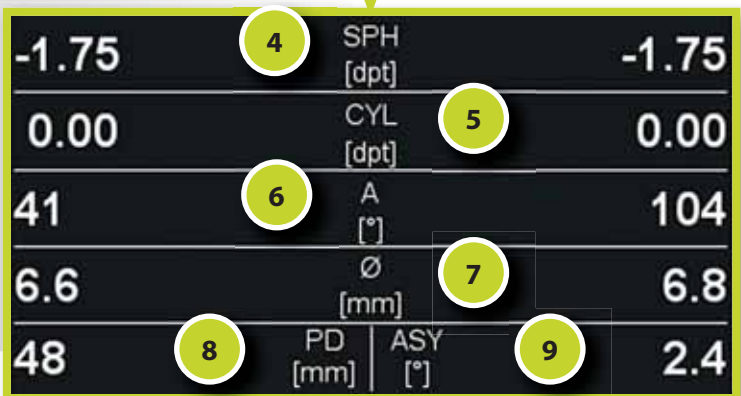 -1.75 4 SPH [dpt] -1.75
0.00 CYL [dpt] 5 0.00
41 6 A [°] 104
6.6 Ø [mm] 7 6.8
48 8 PD [mm] ASY [°] 9 2.4